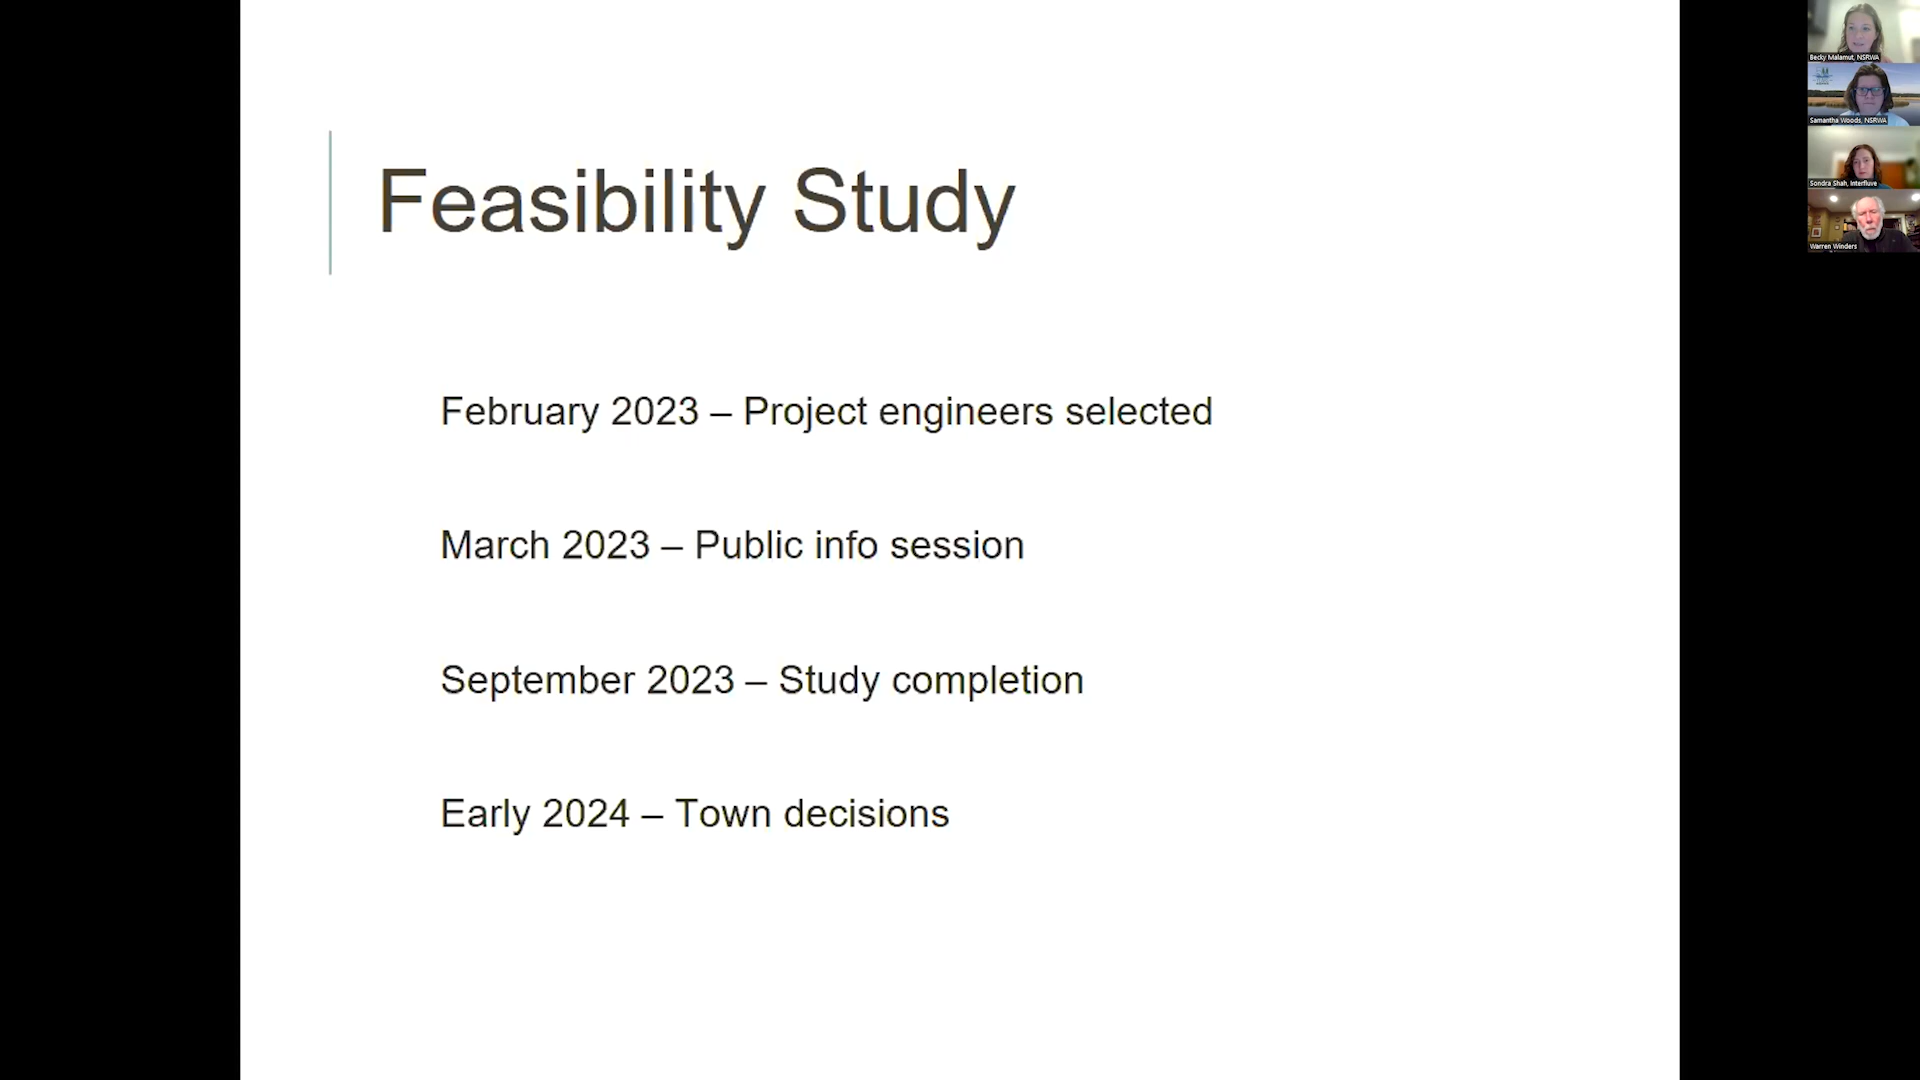 Feasibility Study
February 2023 – Project engineers selected
March 2023 – Public info session
September 2023 – Study completion
Early 2024 – Town decisions
Becky Malamut, NSRWA
Samantha Woods, NSRWA
Sondra Shah, Interfluve
Warren Winders